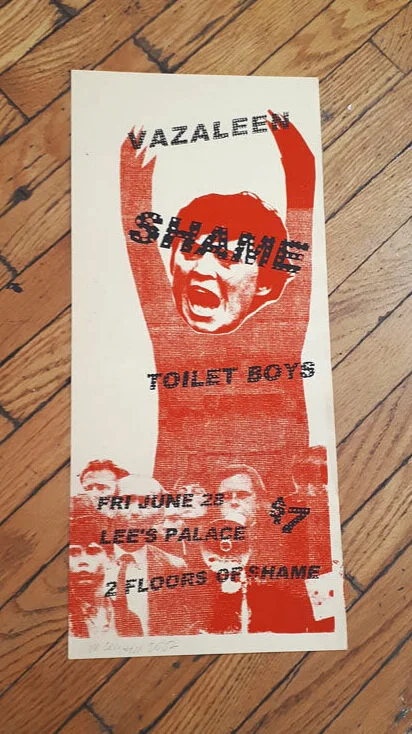 VAZALEEN
SHAME
TOILET BOYS
FRI JUNE 28
$7
LEE'S PALACE
2 FLOORS OF SHAME